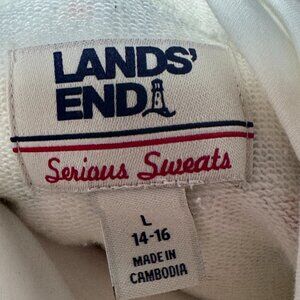 LANDS'
END
Serious Sweats
L
14-16
MADE IN
CAMBODIA